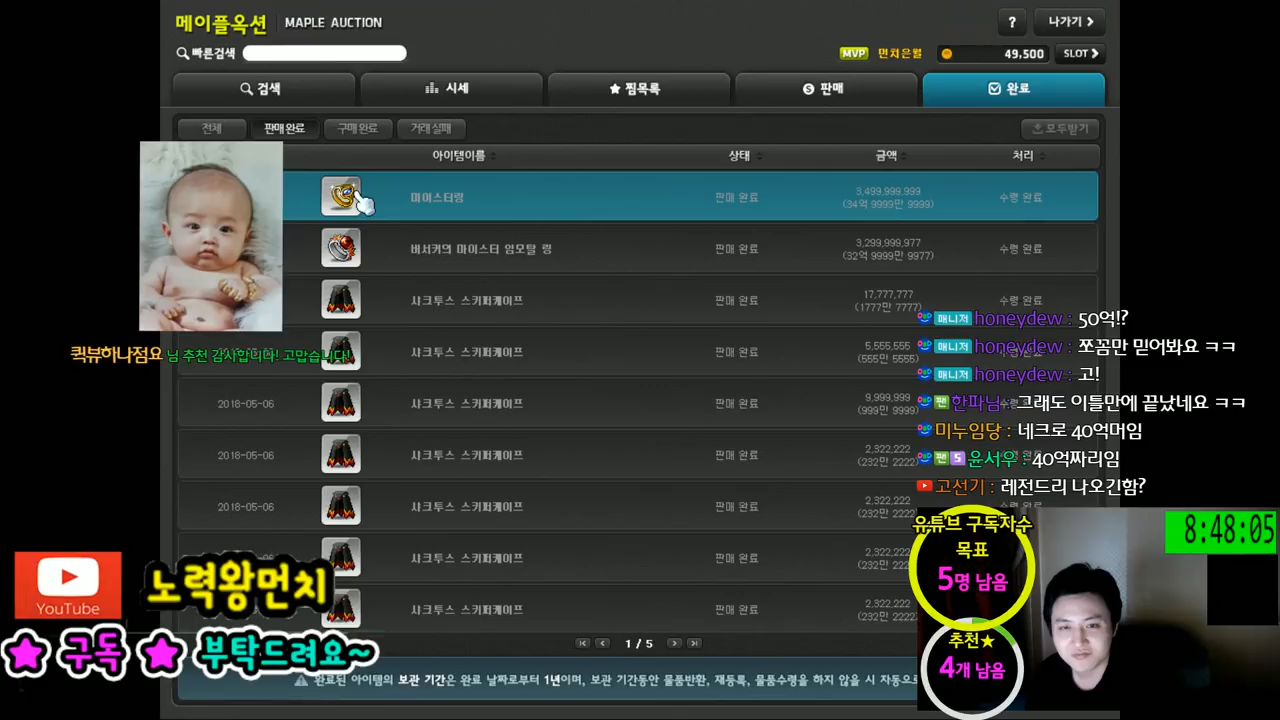 메이플옥션 MAPLE AUCTION
? 나가기
빠른검색
MVP 먼치은월 49,500 SLOT
검색 시세 찜목록 판매 완료
전체 판매완료 구매완료 거래실패 모두받기
아이템이름 상태 금액 처리
마이스터링 판매 완료 3,499,999,999 수령 완료
(34억 9999만 9999)
버서커의 마이스터 임모탈 링 판매 완료 3,299,999,977 수령 완료
(32억 9999만 9977)
샤크투스 스키퍼케이프 판매 완료 17,777,777 수령 완료
(1777만 7777)
샤크투스 스키퍼케이프 판매 완료 5,555,555
(555만 5555)
2018-05-06 샤크투스 스키퍼케이프 판매 완료 9,999,999
(999만 9999)
2018-05-06 샤크투스 스키퍼케이프 판매 완료 2,322,222
(232만 2222)
2018-05-06 샤크투스 스키퍼케이프 판매 완료 2,322,222
(232만 2222)
샤크투스 스키퍼케이프 판매 완료 2,322,222
(232만 2222)
샤크투스 스키퍼케이프 판매 완료 2,322,222
(232만 2222)
1 / 5
완료된 아이템의 보관 기간은 완료 날짜로부터 1년이며, 보관 기간동안 물품반환, 재등록, 물품수령을 하지 않을 시 자동으
퀵뷰하나점요 님 추천 감사합니다! 고맙습니다!
매니저 honeydew : 50억!?
매니저 honeydew : 쪼꼼만 믿어봐요 ㅋㅋ
매니저 honeydew : 고!
팬 한파님 : 그래도 이틀만에 끝났네요 ㅋㅋ
미누임당 : 네크로 40억머임
팬 5 윤서우 : 40억짜리임
고선기 : 레전드리 나오긴함?
유튜브 구독자수
목표
5명 남음
추천★
4개 남음
8:48:05
YouTube
노력왕먼치
★ 구독 ★ 부탁드려요~